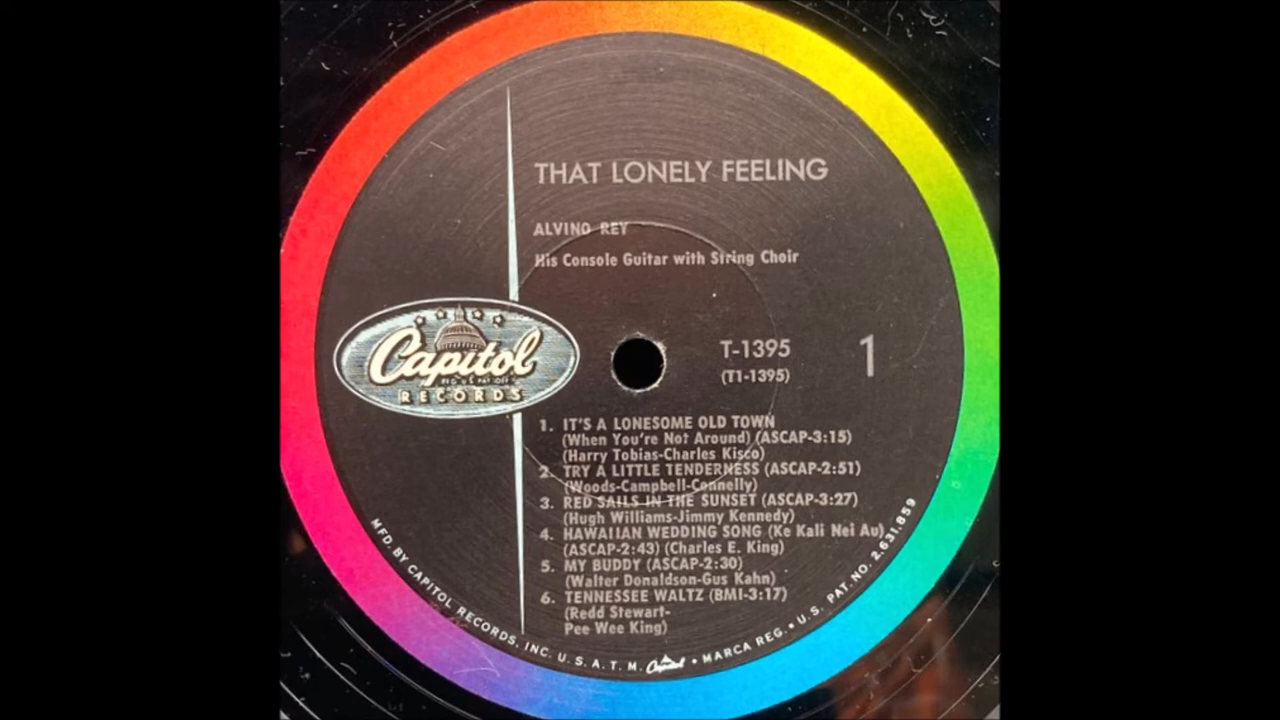 THAT LONELY FEELING
ALVINO REY
His Console Guitar with String Choir
Capitol
REG. U.S. PAT. OFF.
RECORDS
T-1395
(T1-1395)
1
1. IT'S A LONESOME OLD TOWN
(When You're Not Around) (ASCAP-3:15)
(Harry Tobias-Charles Kisco)
2. TRY A LITTLE TENDERNESS (ASCAP-2:51)
(Woods-Campbell-Connelly)
3. RED SAILS IN THE SUNSET (ASCAP-3:27)
(Hugh Williams-Jimmy Kennedy)
4. HAWAIIAN WEDDING SONG (Ke Kali Nei Au)
(ASCAP-2:43) (Charles E. King)
5. MY BUDDY (ASCAP-2:30)
(Walter Donaldson-Gus Kahn)
6. TENNESSEE WALTZ (BMI-3:17)
(Redd Stewart-
Pee Wee King)
MFD. BY CAPITOL RECORDS, INC. U. S. A. T. M. Capitol • MARCA REG. • U. S. PAT. NO. 2,631,859